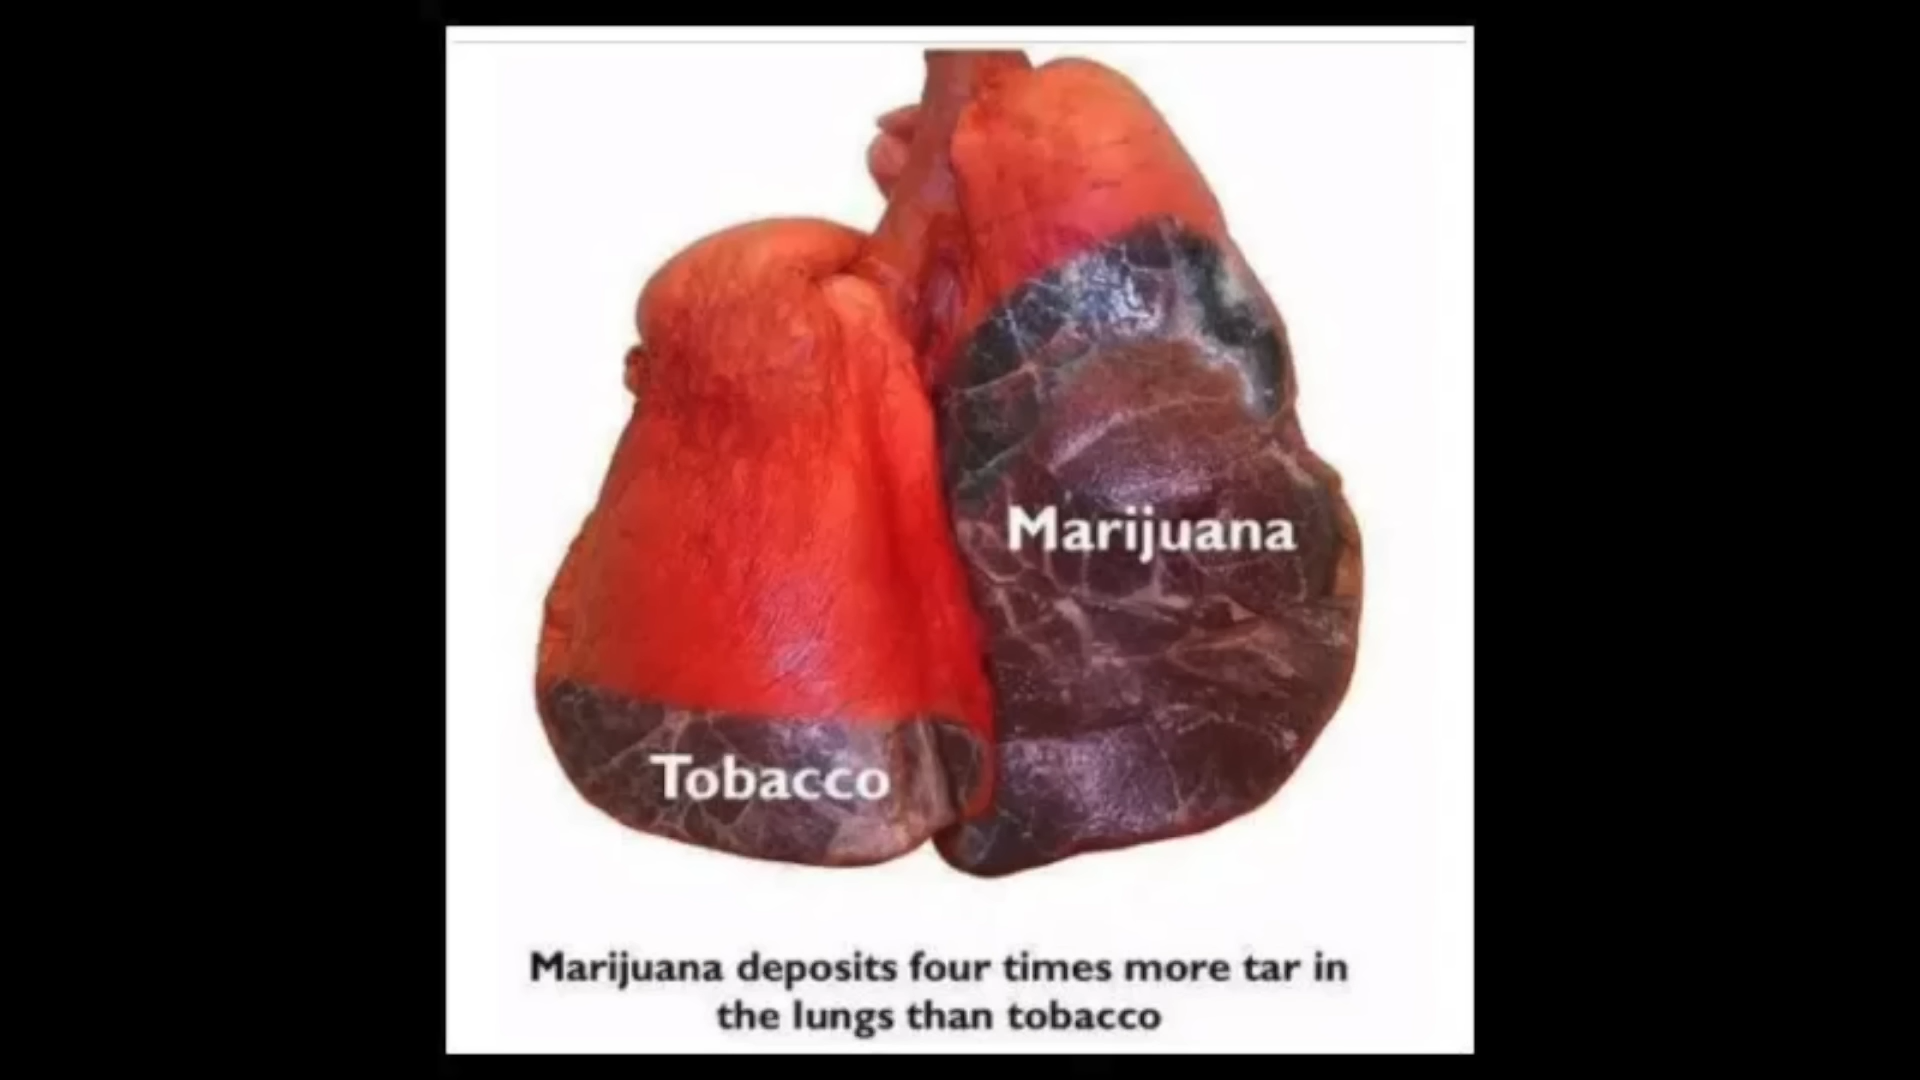 Marijuana
Tobacco
Marijuana deposits four times more tar in
the lungs than tobacco